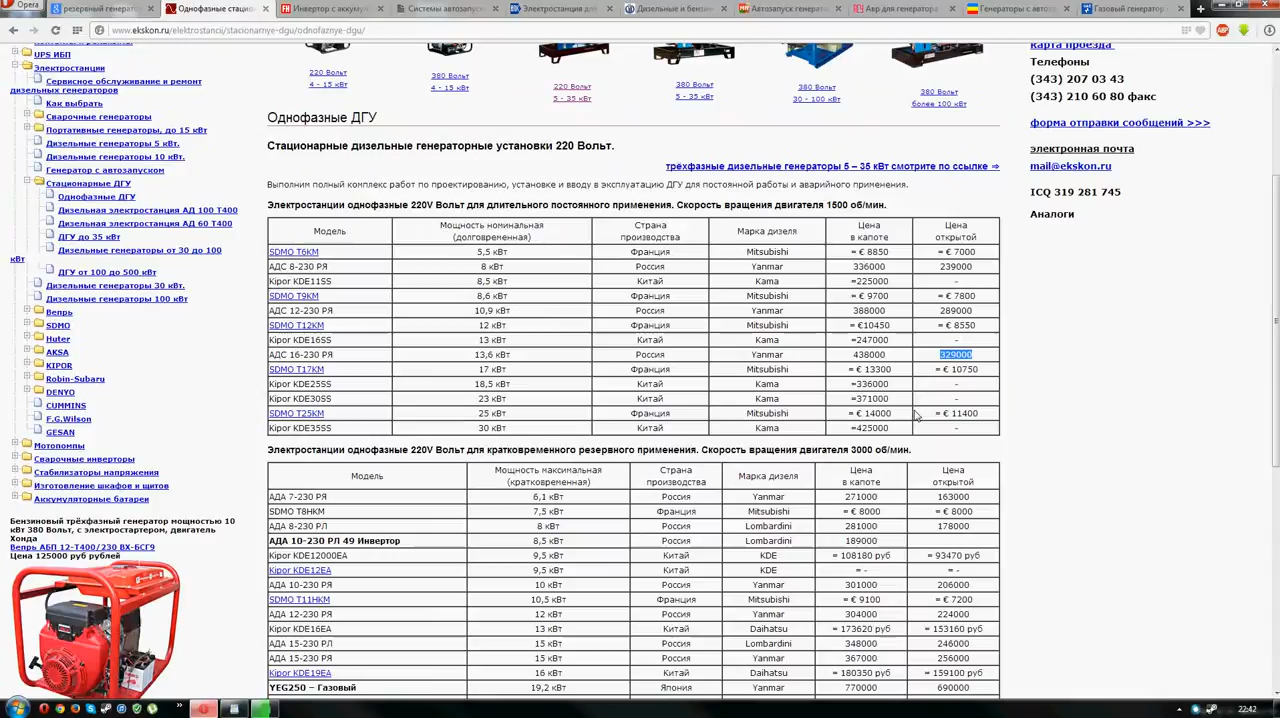 Opera
резервный генератор
Однофазные стацион
Инвертор с аккуму
Системы автозапуск
Электростанция для
Дизельные и бензин
Автозапуск генерато
Авр для генератора
Генераторы с автоза
Газовый генератор
www.ekskon.ru/elektrostancii/stacionarnye-dgu/odnofaznye-dgu/
UPS ИБП
Электростанции
Сервисное обслуживание и ремонт
дизельных генераторов
Как выбрать
Сварочные генераторы
Портативные генераторы, до 15 кВт
Дизельные генераторы 5 кВт.
Дизельные генераторы 10 кВт.
Генератор с автозапуском
Стационарные ДГУ
Однофазные ДГУ
Дизельная электростанция АД 100 Т400
Дизельная электростанция АД 60 Т400
ДГУ до 35 кВт
Дизельные генераторы от 30 до 100
кВт
ДГУ от 100 до 500 кВт
Дизельные генераторы 30 кВт.
Дизельные генераторы 100 кВт
Вепрь
SDMO
Huter
AKSA
KIPOR
Robin-Subaru
DENYO
CUMMINS
F.G.Wilson
GESAN
Мотопомпы
Сварочные инверторы
Стабилизаторы напряжения
Изготовление шкафов и щитов
Аккумуляторные батареи
Бензиновый трёхфазный генератор мощностью 10
кВт 380 Вольт, с электростартером, двигатель
Хонда
Вепрь АБП 12-Т400/230 ВХ-БСГ9
Цена 125000 руб рублей
220 Вольт
4 - 15 кВт
380 Вольт
4 - 15 кВт
220 Вольт
5 - 35 кВт
380 Вольт
5 - 35 кВт
380 Вольт
30 - 100 кВт
380 Вольт
более 100 кВт
Однофазные ДГУ
Стационарные дизельные генераторные установки 220 Вольт.
трёхфазные дизельные генераторы 5 – 35 кВт смотрите по ссылке ⇒
Выполним полный комплекс работ по проектированию, установке и вводу в эксплуатацию ДГУ для постоянной работы и аварийного применения.
Электростанции однофазные 220V Вольт для длительного постоянного применения. Скорость вращения двигателя 1500 об/мин.
Модель Мощность номинальной (долговременная) Страна производства Марка дизеля Цена в капоте Цена открытой
SDMO T6KM 5,5 кВт Франция Mitsubishi = € 8850 = € 7000
АДС 8-230 РЯ 8 кВт Россия Yanmar 336000 239000
Kipor KDE11SS 8,5 кВт Китай Kama =225000 -
SDMO T9KM 8,6 кВт Франция Mitsubishi = € 9700 = € 7800
АДС 12-230 РЯ 10,9 кВт Россия Yanmar 388000 289000
SDMO T12KM 12 кВт Франция Mitsubishi = €10450 = € 8550
Kipor KDE16SS 13 кВт Китай Kama =247000 -
АДС 16-230 РЯ 13,6 кВт Россия Yanmar 438000 329000
SDMO T17KM 17 кВт Франция Mitsubishi = € 13300 = € 10750
Kipor KDE25SS 18,5 кВт Китай Kama =336000 -
Kipor KDE30SS 23 кВт Китай Kama =371000 -
SDMO T25KM 25 кВт Франция Mitsubishi = € 14000 = € 11400
Kipor KDE35SS 30 кВт Китай Kama =425000 -
Электростанции однофазные 220V Вольт для кратковременного резервного применения. Скорость вращения двигателя 3000 об/мин.
Модель Мощность максимальная (кратковременная) Страна производства Марка дизеля Цена в капоте Цена открытой
АДА 7-230 РЯ 6,1 кВт Россия Yanmar 271000 163000
SDMO T8HKM 7,5 кВт Франция Mitsubishi = € 8000 = € 8000
АДА 8-230 РЛ 8 кВт Россия Lombardini 281000 178000
АДА 10-230 РЛ 49 Инвертор 8,5 кВт Россия Lombardini 189000
Kipor KDE12000EA 9,5 кВт Китай KDE = 108180 руб = 93470 руб
Kipor KDE12EA 9,5 кВт Китай KDE = - = -
АДА 10-230 РЯ 10 кВт Россия Yanmar 301000 206000
SDMO T11HKM 10,5 кВт Франция Mitsubishi = € 9100 = € 7200
АДА 12-230 РЯ 12 кВт Россия Yanmar 304000 224000
Kipor KDE16EA 13 кВт Китай Daihatsu = 173620 руб = 153160 руб
АДА 15-230 РЛ 15 кВт Россия Lombardini 348000 246000
АДА 15-230 РЯ 15 кВт Россия Yanmar 367000 256000
Kipor KDE19EA 16 кВт Китай Daihatsu = 180350 руб = 159100 руб
YEG250 – Газовый 19,2 кВт Япония Yanmar 770000 690000
карта проезда
Телефоны
(343) 207 03 43
(343) 210 60 80 факс
форма отправки сообщений >>>
электронная почта
mail@ekskon.ru
ICQ 319 281 745
Аналоги
22:42